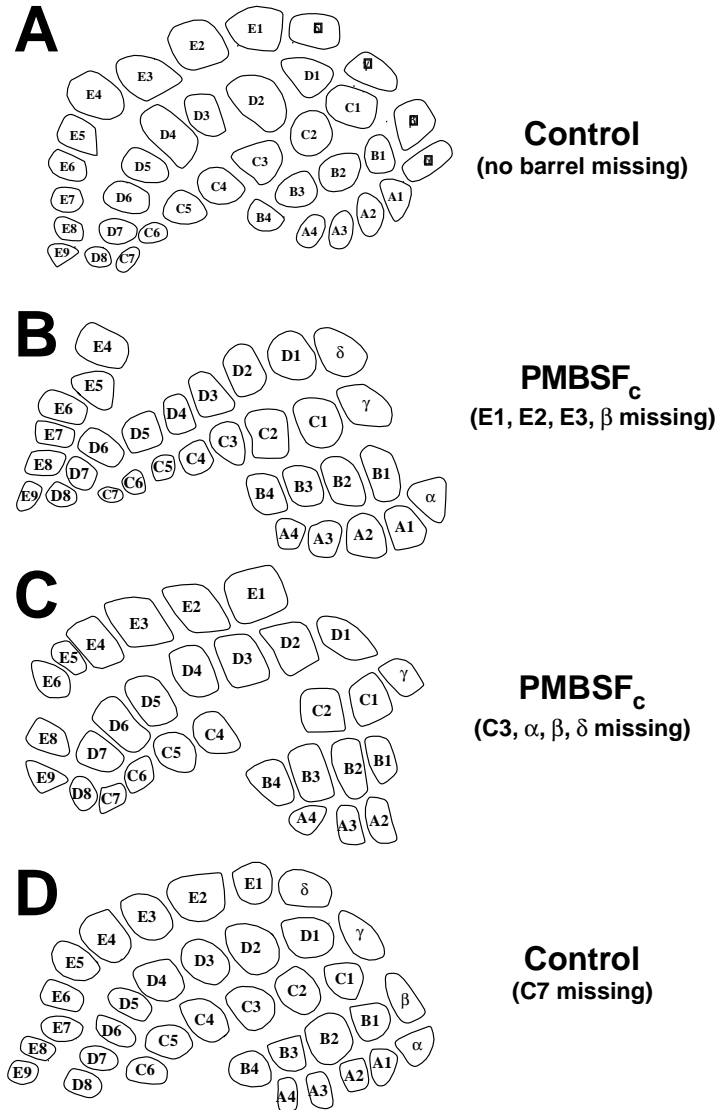 A
E1
E2
E3
D1
E4
D2
C1
D3
E5
D4
C2
B1
E6
D5
C3
B2
C4
B3
A1
E7
D6
C5
B4
A2
E8
D7
C6
A4
A3
E9
D8
C7
Control
(no barrel missing)
B
E4
D1
δ
D2
E5
D3
γ
E6
D4
C1
E7
D6
D5
C3
C2
E8
D7
C5
C4
B4
B3
B2
B1
E9
D8
C7
C6
α
A4
A3
A2
A1
PMBSFc
(E1, E2, E3, β missing)
C
E1
E2
E3
D1
E4
D2
E5
D3
E6
D4
γ
D5
C1
C2
D6
E8
C4
D7
C5
B1
E9
C6
B4
B3
B2
D8
C7
A4
A3
A2
PMBSFc
(C3, α, β, δ missing)
D
E1
δ
E2
E3
D1
γ
E4
D2
E5
D3
D4
C1
E6
C2
D5
β
C3
E7
D6
C4
B1
E8
C5
B2
α
E9
D7
B3
D8
C6
B4
A2
A1
A4
A3
Control
(C7 missing)